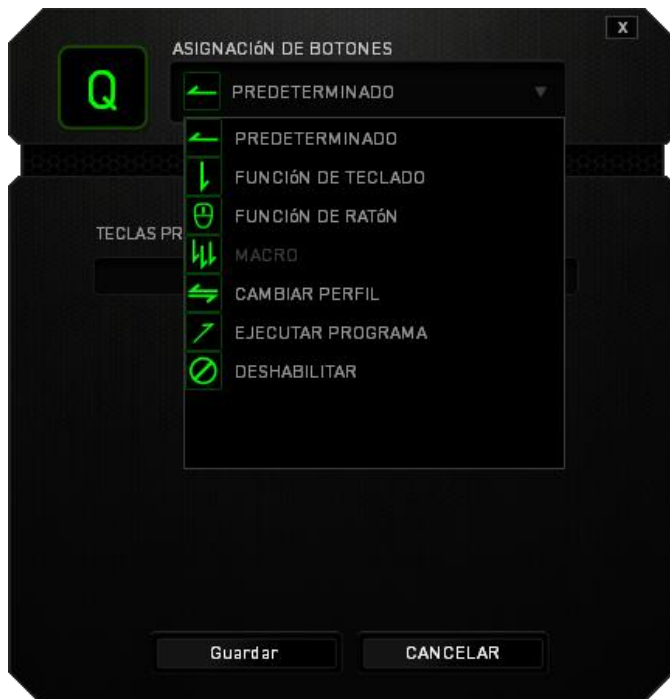 X
ASIGNACIóN DE BOTONES
Q
PREDETERMINADO
PREDETERMINADO
FUNCIóN DE TECLADO
FUNCIóN DE RATóN
TECLAS PR
MACRO
CAMBIAR PERFIL
EJECUTAR PROGRAMA
DESHABILITAR
Guardar
CANCELAR